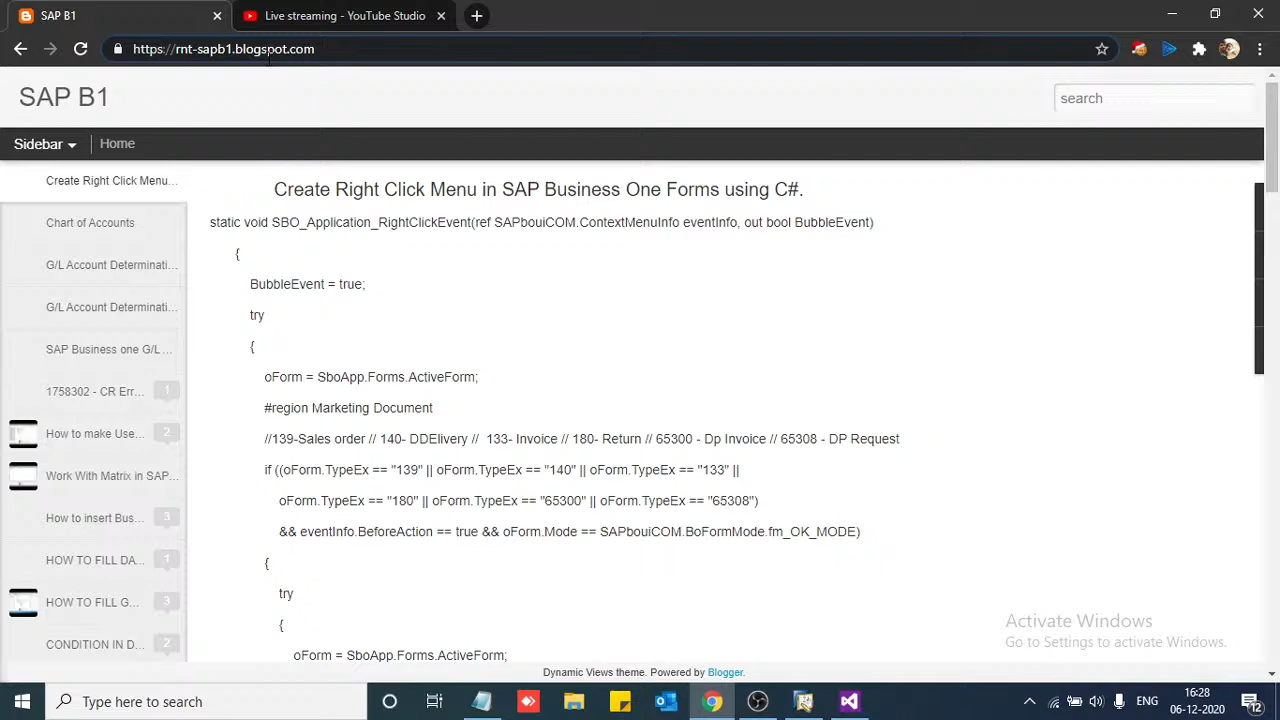 SAP B1
Live streaming - YouTube Studio
https://rnt-sapb1.blogspot.com
SAP B1
search
Sidebar
Home
Create Right Click Menu...
Chart of Accounts
G/L Account Determinati...
G/L Account Determinati...
SAP Business one G/L ...
1758302 - CR Err... 1
How to make Use... 2
Work With Matrix in SAP...
How to insert Bus... 3
HOW TO FILL DA... 1
HOW TO FILL G... 3
CONDITION IN D... 2
Create Right Click Menu in SAP Business One Forms using C#.
static void SBO_Application_RightClickEvent(ref SAPbouiCOM.ContextMenuInfo eventInfo, out bool BubbleEvent)
{
BubbleEvent = true;
try
{
oForm = SboApp.Forms.ActiveForm;
#region Marketing Document
//139-Sales order // 140- DDElivery //  133- Invoice // 180- Return // 65300 - Dp Invoice // 65308 - DP Request
if ((oForm.TypeEx == "139" || oForm.TypeEx == "140" || oForm.TypeEx == "133" ||
oForm.TypeEx == "180" || oForm.TypeEx == "65300" || oForm.TypeEx == "65308")
&& eventInfo.BeforeAction == true && oForm.Mode == SAPbouiCOM.BoFormMode.fm_OK_MODE)
{
try
{
oForm = SboApp.Forms.ActiveForm;
Activate Windows
Go to Settings to activate Windows.
Dynamic Views theme. Powered by Blogger.
Type here to search
ENG
16:28
06-12-2020
12